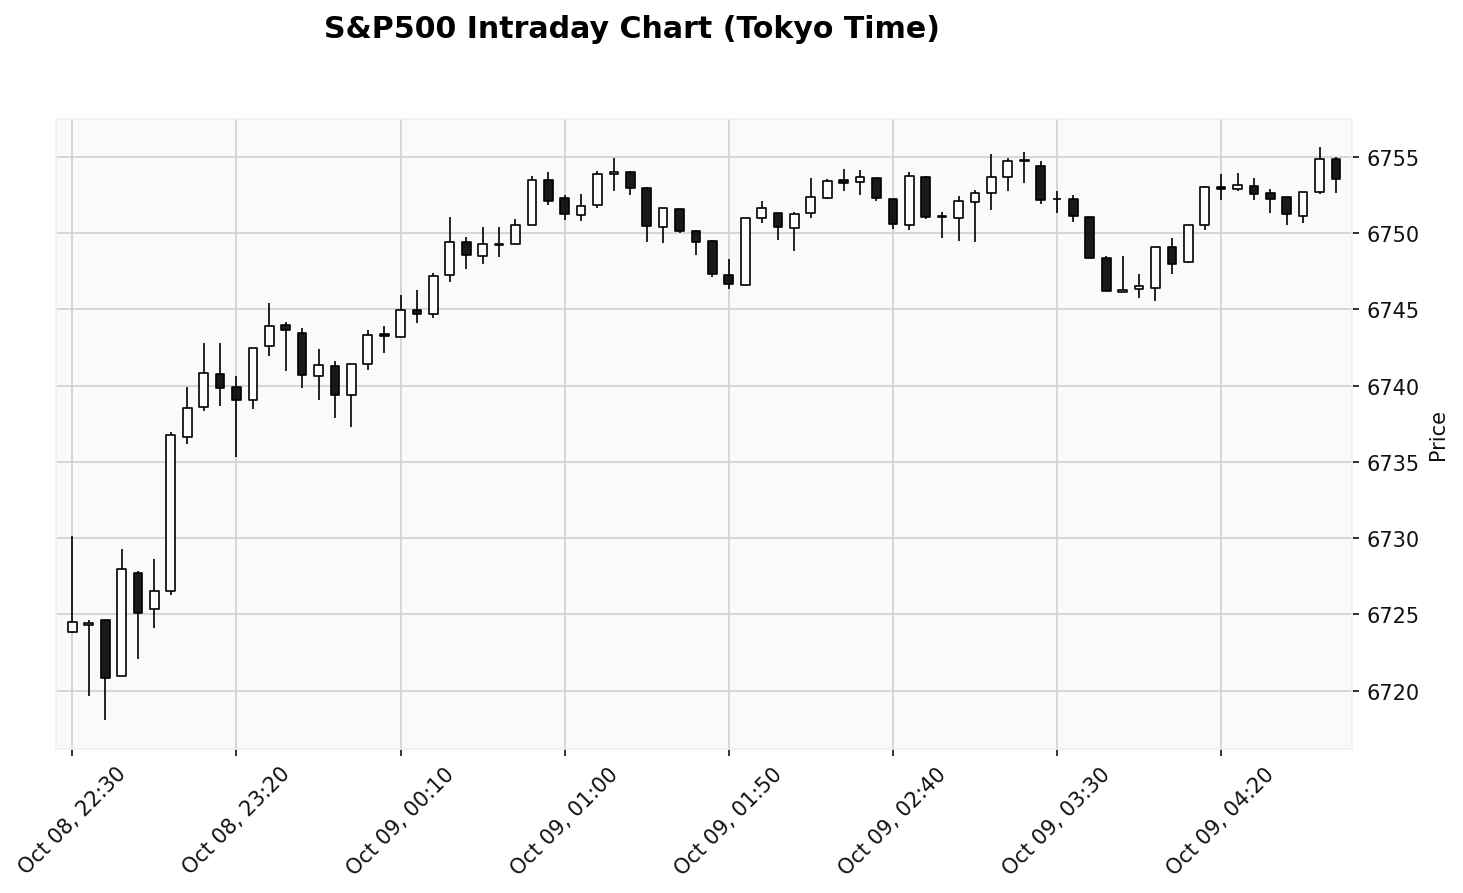 S&P500 Intraday Chart (Tokyo Time)
6755
6750
6745
6740
6735
6730
6725
6720
Price
Oct 08, 22:30
Oct 08, 23:20
Oct 09, 00:10
Oct 09, 01:00
Oct 09, 01:50
Oct 09, 02:40
Oct 09, 03:30
Oct 09, 04:20